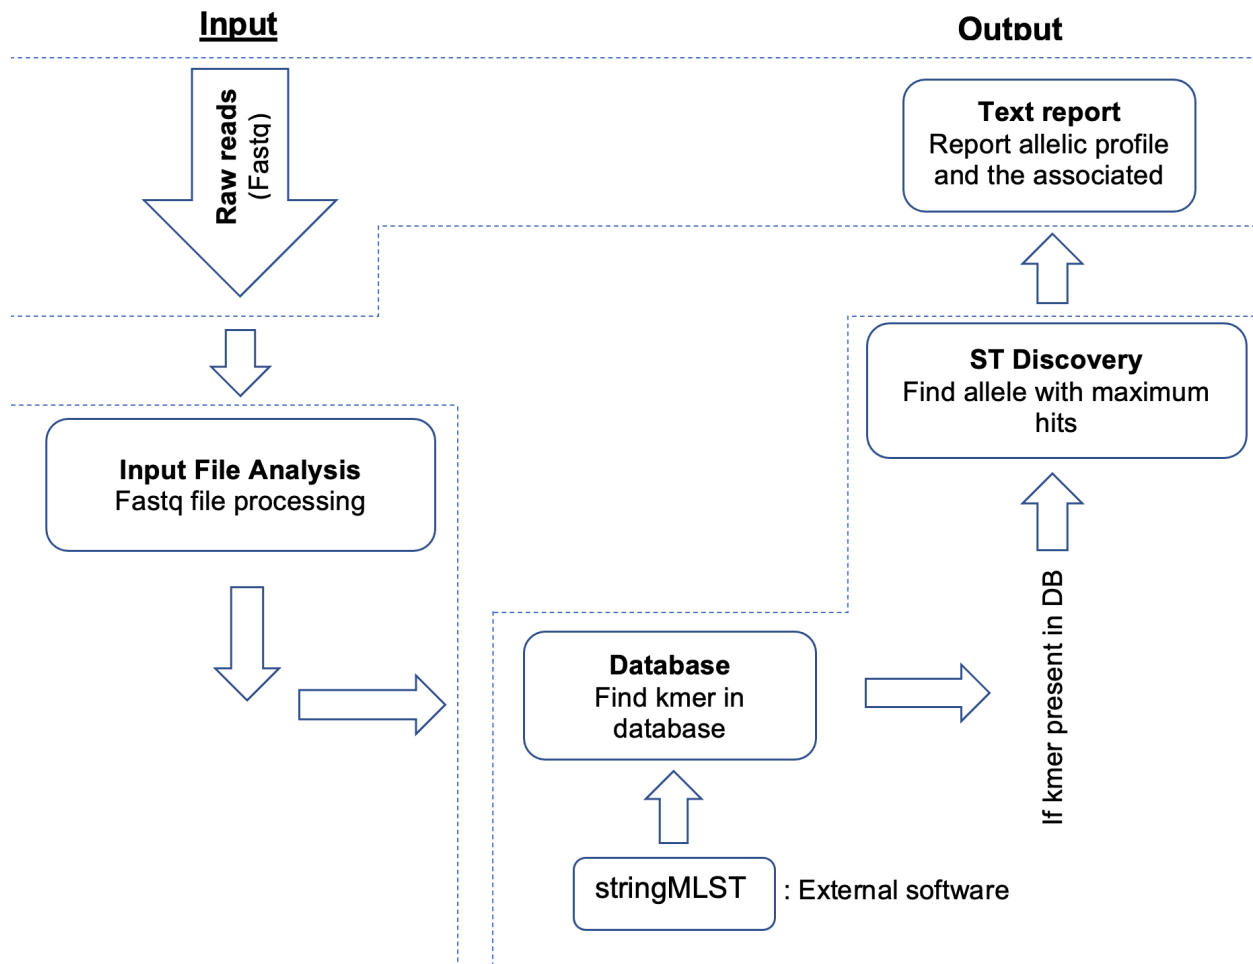 Input
Output
Raw reads
(Fastq)
Text report
Report allelic profile
and the associated
ST Discovery
Find allele with maximum
hits
Input File Analysis
Fastq file processing
Database
Find kmer in
database
If kmer present in DB
stringMLST
: External software